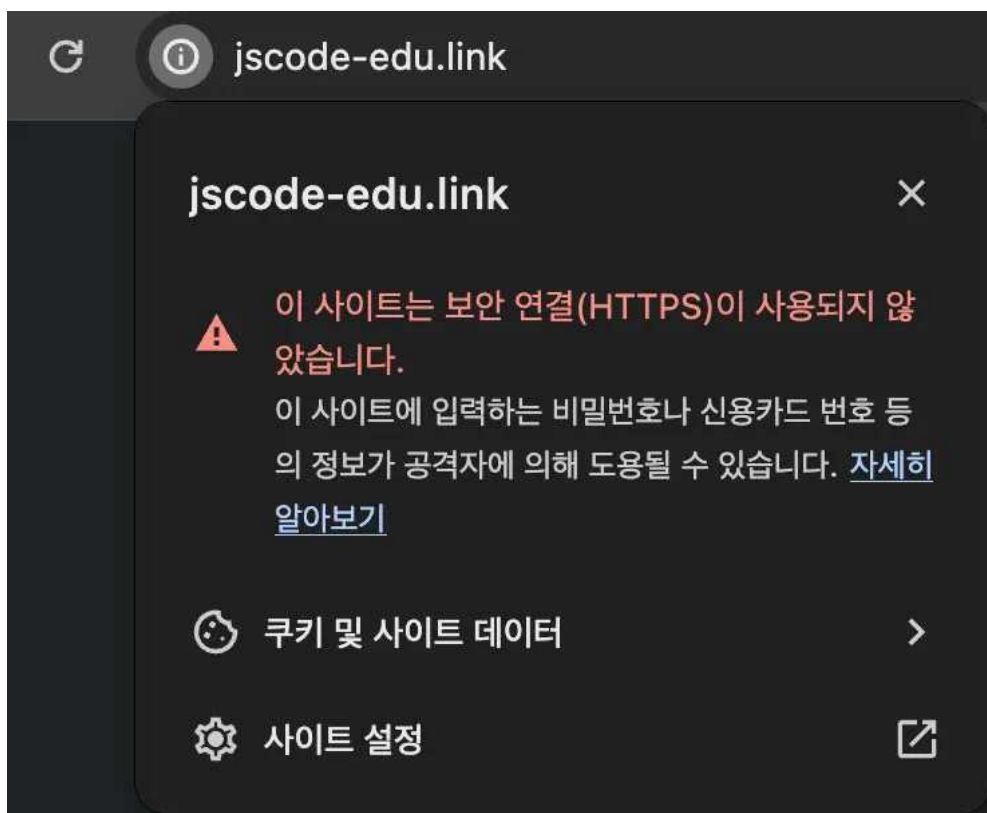 jscode-edu.link
jscode-edu.link
이 사이트는 보안 연결(HTTPS)이 사용되지 않
았습니다.
이 사이트에 입력하는 비밀번호나 신용카드 번호 등
의 정보가 공격자에 의해 도용될 수 있습니다. 자세히
알아보기
쿠키 및 사이트 데이터
사이트 설정